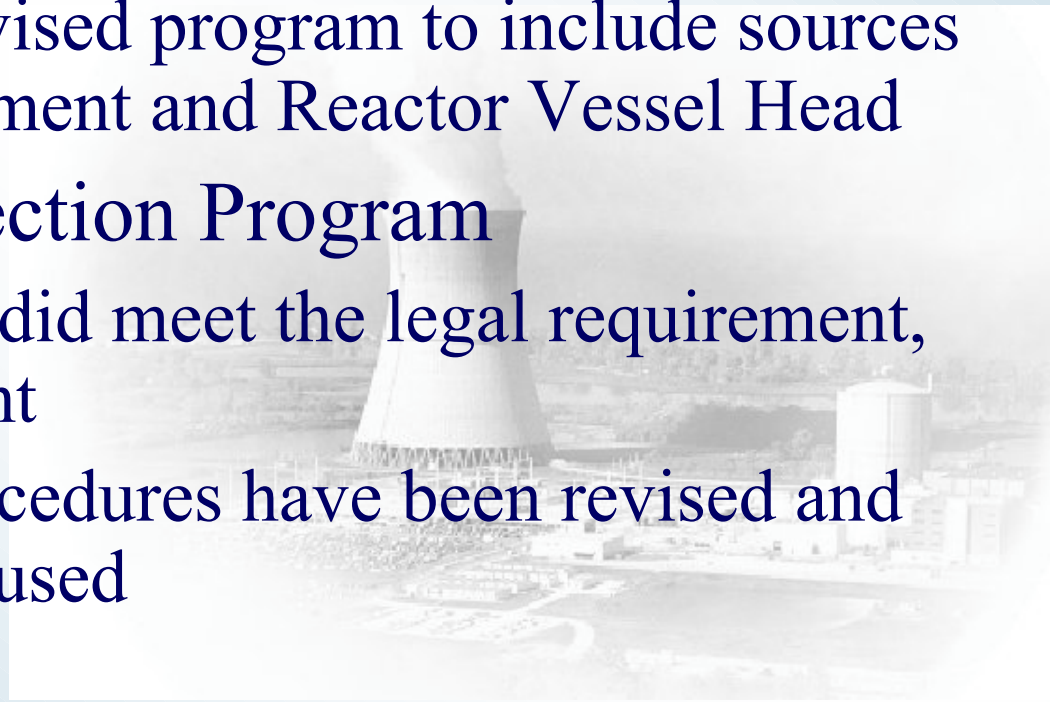 vised program to include sources
ment and Reactor Vessel Head
ection Program
did meet the legal requirement,
nt
cedures have been revised and
used